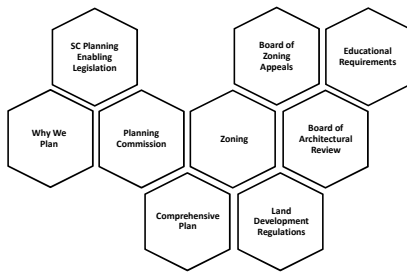 SC Planning
Enabling
Legislation
Board of
Zoning
Appeals
Educational
Requirements
Why We
Plan
Planning
Commission
Zoning
Board of
Architectural
Review
Comprehensive
Plan
Land
Development
Regulations